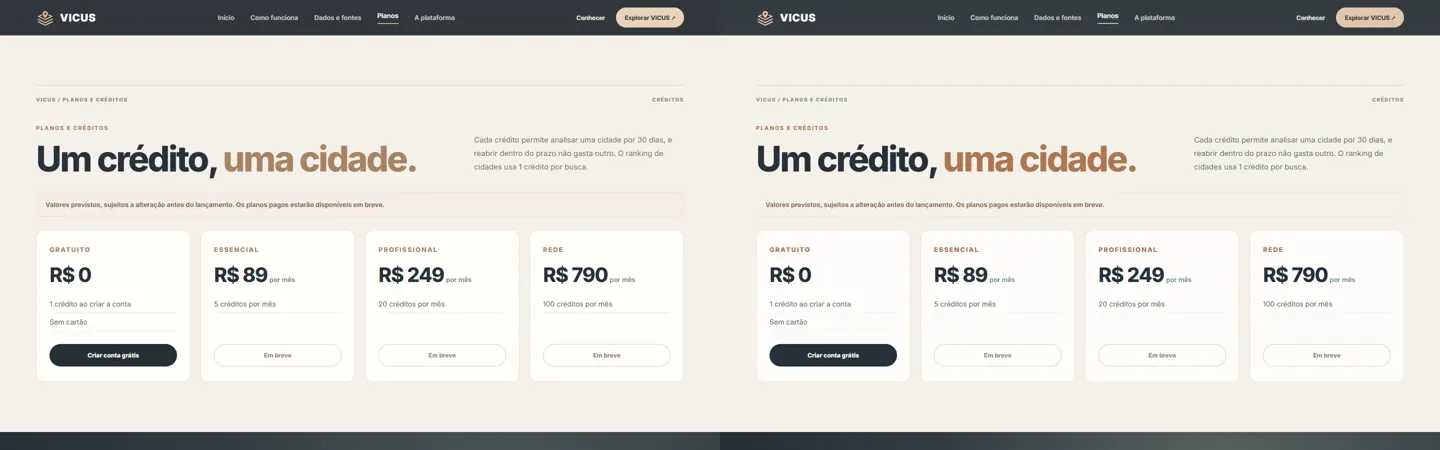 VICUS Início Como funciona Dados e fontes Planos A plataforma Conhecer Explorar VICUS ↗
VICUS / PLANOS E CRÉDITOS CRÉDITOS
PLANOS E CRÉDITOS
Um crédito, uma cidade.
Cada crédito permite analisar uma cidade por 30 dias, e
reabrir dentro do prazo não gasta outro. O ranking de
cidades usa 1 crédito por busca.
Valores previstos, sujeitos a alteração antes do lançamento. Os planos pagos estarão disponíveis em breve.
GRATUITO
R$ 0
1 crédito ao criar a conta
Sem cartão
Criar conta grátis
ESSENCIAL
R$ 89 por mês
5 créditos por mês
Em breve
PROFISSIONAL
R$ 249 por mês
20 créditos por mês
Em breve
REDE
R$ 790 por mês
100 créditos por mês
Em breve
VICUS Início Como funciona Dados e fontes Planos A plataforma Conhecer Explorar VICUS ↗
VICUS / PLANOS E CRÉDITOS CRÉDITOS
PLANOS E CRÉDITOS
Um crédito, uma cidade.
Cada crédito permite analisar uma cidade por 30 dias, e
reabrir dentro do prazo não gasta outro. O ranking de
cidades usa 1 crédito por busca.
Valores previstos, sujeitos a alteração antes do lançamento. Os planos pagos estarão disponíveis em breve.
GRATUITO
R$ 0
1 crédito ao criar a conta
Sem cartão
Criar conta grátis
ESSENCIAL
R$ 89 por mês
5 créditos por mês
Em breve
PROFISSIONAL
R$ 249 por mês
20 créditos por mês
Em breve
REDE
R$ 790 por mês
100 créditos por mês
Em breve